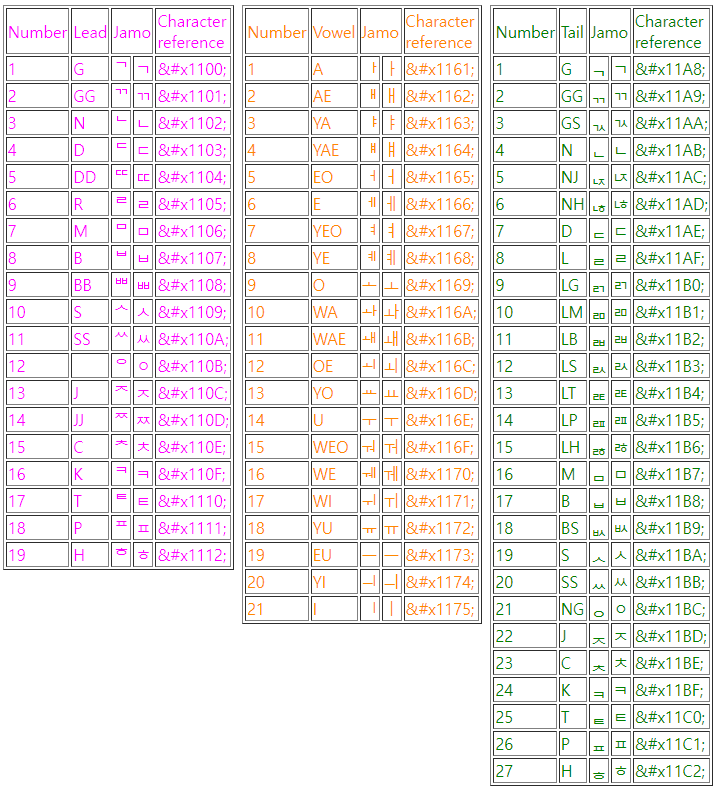 Number Lead Jamo Character reference
1 G ᄀ ㄱ &#x1100;
2 GG ᄁ ㄲ &#x1101;
3 N ᄂ ㄴ &#x1102;
4 D ᄃ ㄷ &#x1103;
5 DD ᄄ ㄸ &#x1104;
6 R ᄅ ㄹ &#x1105;
7 M ᄆ ㅁ &#x1106;
8 B ᄇ ㅂ &#x1107;
9 BB ᄈ ㅃ &#x1108;
10 S ᄉ ㅅ &#x1109;
11 SS ᄊ ㅆ &#x110A;
12 ᄋ ㅇ &#x110B;
13 J ᄌ ㅈ &#x110C;
14 JJ ᄍ ㅉ &#x110D;
15 C ᄎ ㅊ &#x110E;
16 K ᄏ ㅋ &#x110F;
17 T ᄐ ㅌ &#x1110;
18 P ᄑ ㅍ &#x1111;
19 H ᄒ ㅎ &#x1112;
Number Vowel Jamo Character reference
1 A ᅡ ㅏ &#x1161;
2 AE ᅢ ㅐ &#x1162;
3 YA ᅣ ㅑ &#x1163;
4 YAE ᅤ ㅒ &#x1164;
5 EO ᅥ ㅓ &#x1165;
6 E ᅦ ㅔ &#x1166;
7 YEO ᅧ ㅕ &#x1167;
8 YE ᅨ ㅖ &#x1168;
9 O ᅩ ㅗ &#x1169;
10 WA ᅪ ㅘ &#x116A;
11 WAE ᅫ ㅙ &#x116B;
12 OE ᅬ ㅚ &#x116C;
13 YO ᅭ ㅛ &#x116D;
14 U ᅮ ㅜ &#x116E;
15 WEO ᅯ ㅝ &#x116F;
16 WE ᅰ ㅞ &#x1170;
17 WI ᅱ ㅟ &#x1171;
18 YU ᅲ ㅠ &#x1172;
19 EU ᅳ ㅡ &#x1173;
20 YI ᅴ ㅢ &#x1174;
21 I ᅵ ㅣ &#x1175;
Number Tail Jamo Character reference
1 G ᆨ ㄱ &#x11A8;
2 GG ᆩ ㄲ &#x11A9;
3 GS ᆪ ㄳ &#x11AA;
4 N ᆫ ㄴ &#x11AB;
5 NJ ᆬ ㄵ &#x11AC;
6 NH ᆭ ㄶ &#x11AD;
7 D ᆮ ㄷ &#x11AE;
8 L ᆯ ㄹ &#x11AF;
9 LG ᆰ ㄺ &#x11B0;
10 LM ᆱ ㄻ &#x11B1;
11 LB ᆲ ㄼ &#x11B2;
12 LS ᆳ ㄽ &#x11B3;
13 LT ᆴ ㄾ &#x11B4;
14 LP ᆵ ㄿ &#x11B5;
15 LH ᆶ ㅀ &#x11B6;
16 M ᆷ ㅁ &#x11B7;
17 B ᆸ ㅂ &#x11B8;
18 BS ᆹ ㅄ &#x11B9;
19 S ᆺ ㅅ &#x11BA;
20 SS ᆻ ㅆ &#x11BB;
21 NG ᆼ ㅇ &#x11BC;
22 J ᆽ ㅈ &#x11BD;
23 C ᆾ ㅊ &#x11BE;
24 K ᆿ ㅋ &#x11BF;
25 T ᇀ ㅌ &#x11C0;
26 P ᇁ ㅍ &#x11C1;
27 H ᇂ ㅎ &#x11C2;